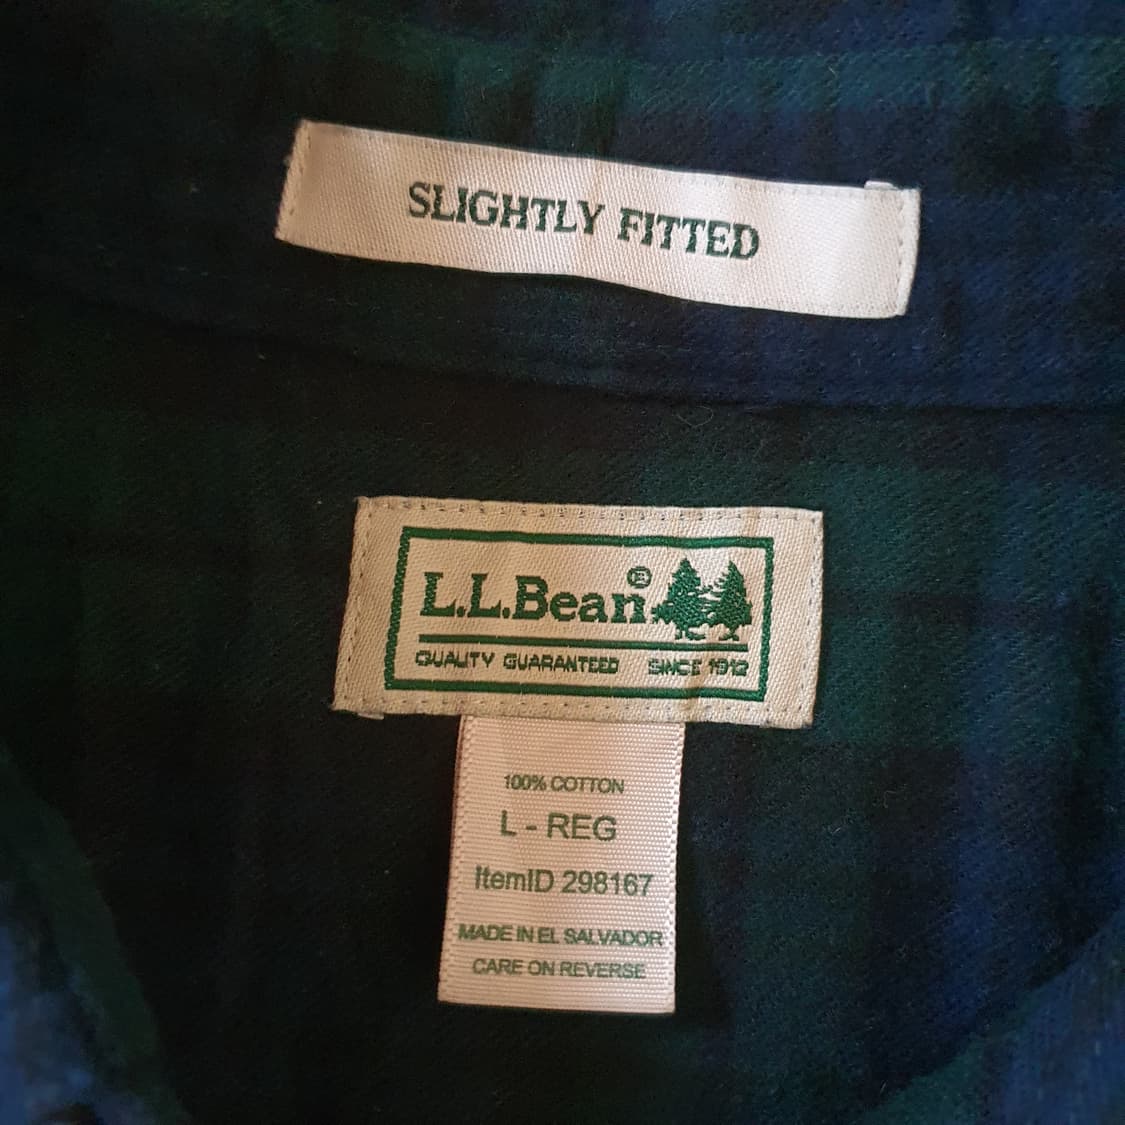 SLIGHTLY FITTED
L.L.Bean®
QUALITY GUARANTEED SINCE 1912
100% COTTON
L - REG
ItemID 298167
MADE IN EL SALVADOR
CARE ON REVERSE